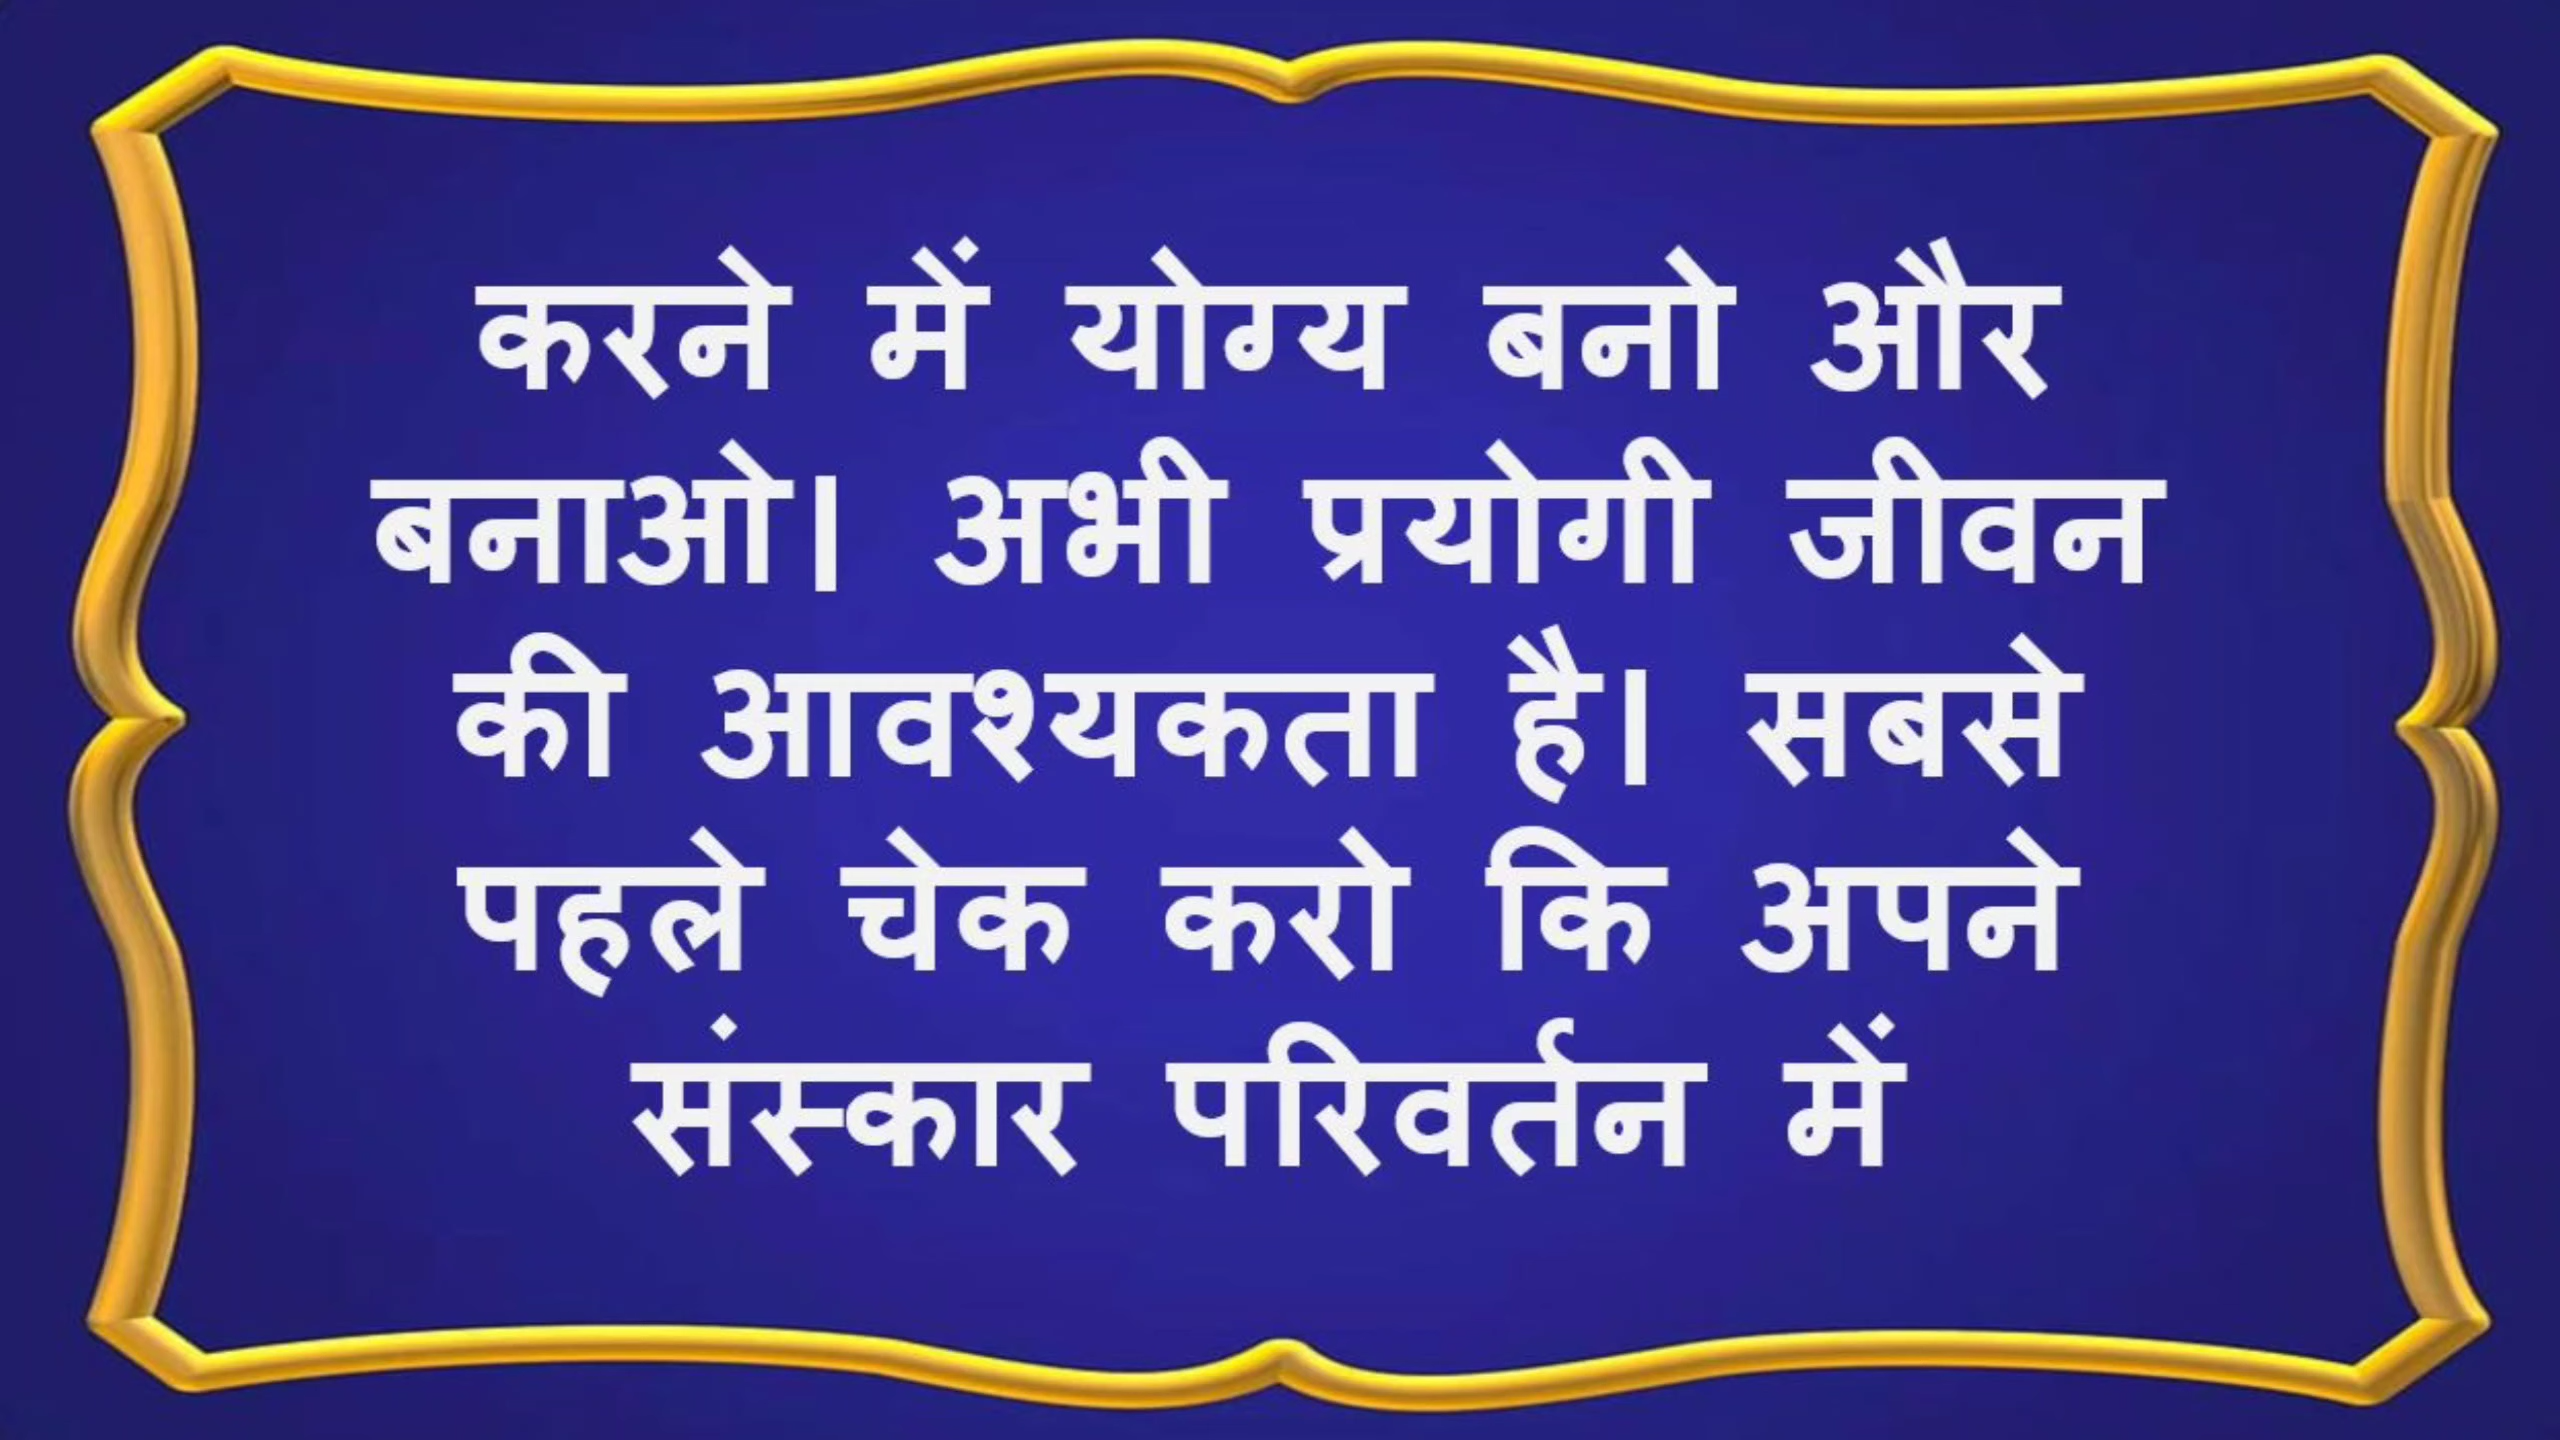 करने में योग्य बनो और
बनाओ। अभी प्रयोगी जीवन
की आवश्यकता है। सबसे
पहले चेक करो कि अपने
संस्कार परिवर्तन में